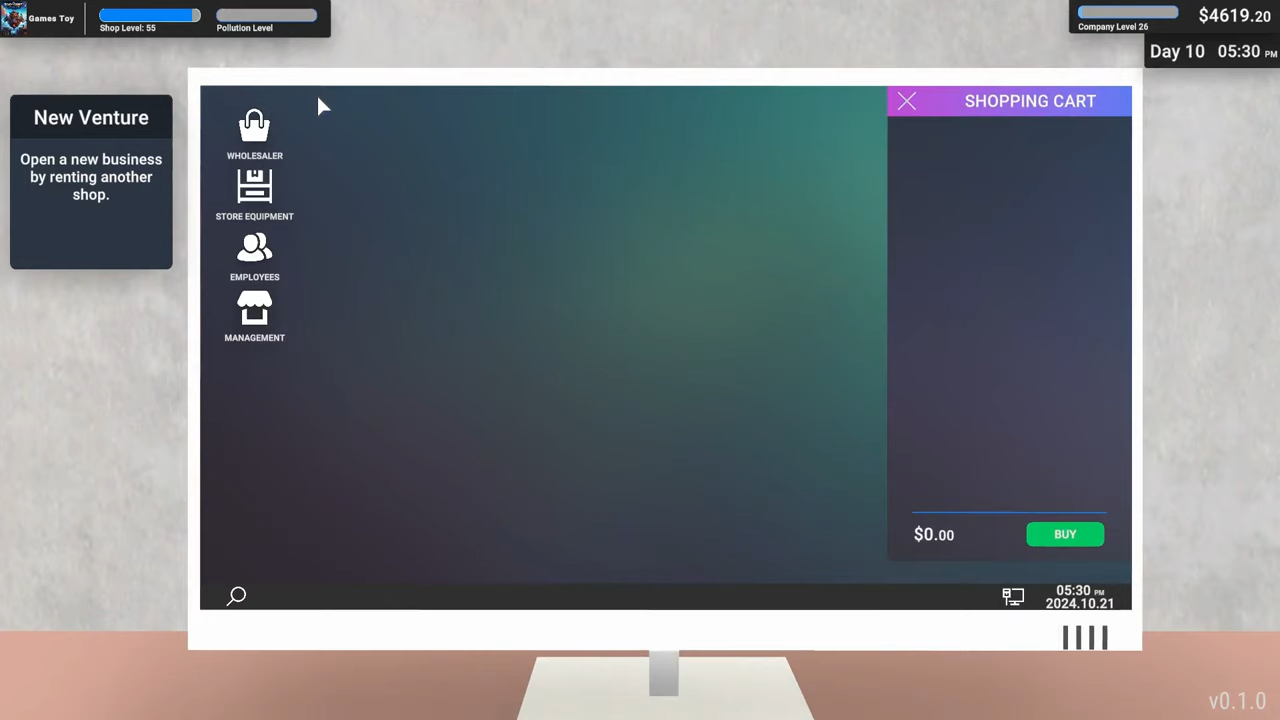 Games Toy
Shop Level: 55
Pollution Level
Company Level 26
$4619.20
Day 10 05:30 PM
New Venture
Open a new business
by renting another
shop.
WHOLESALER
STORE EQUIPMENT
EMPLOYEES
MANAGEMENT
SHOPPING CART
$0.00
BUY
05:30 PM
2024.10.21
v0.1.0